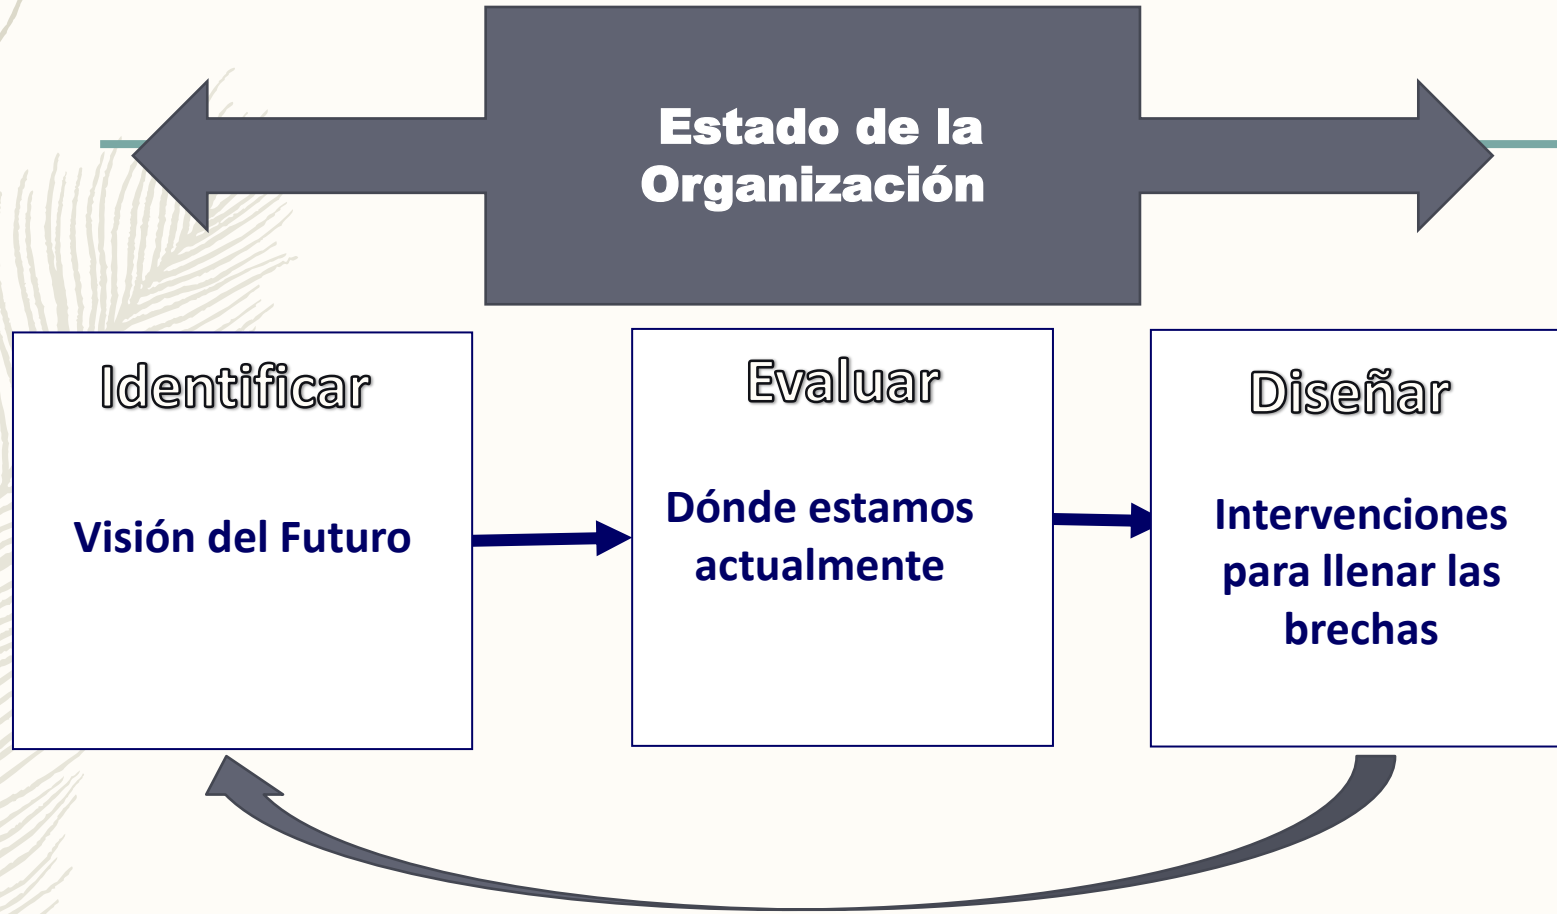 Estado de la
Organización
Identificar
Visión del Futuro
Evaluar
Dónde estamos
actualmente
Diseñar
Intervenciones
para llenar las
brechas